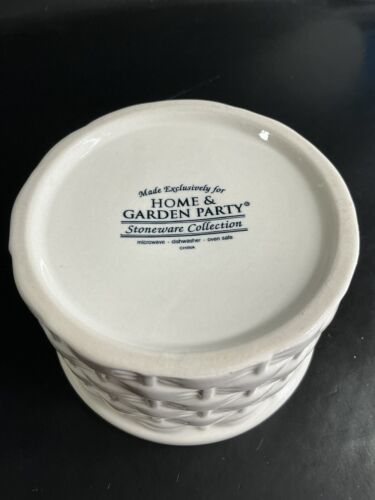 Made Exclusively for
HOME &
GARDEN PARTY®
Stoneware Collection
microwave - dishwasher - oven safe
CHINA